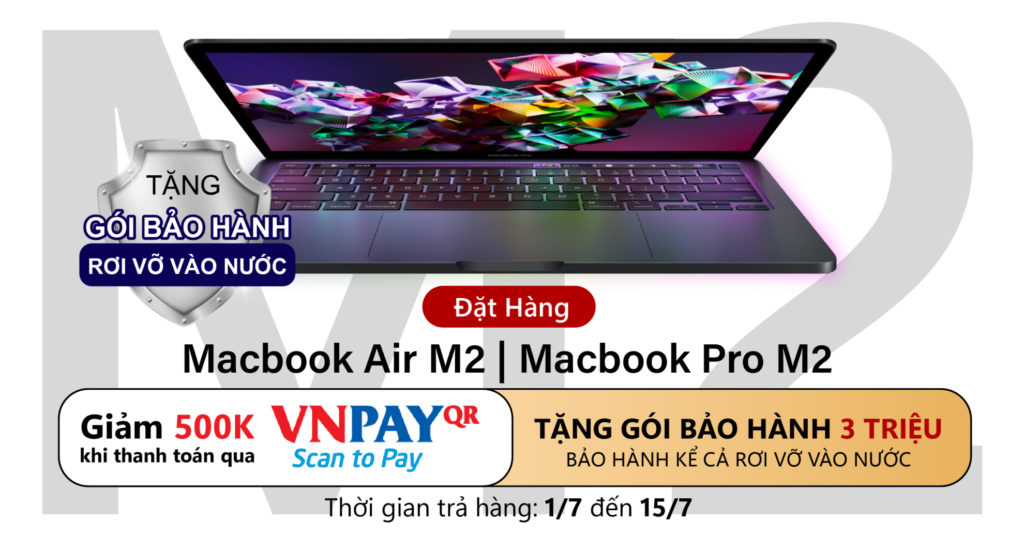 M2
TẶNG
GÓI BẢO HÀNH
RƠI VỠ VÀO NƯỚC
Đặt Hàng
Macbook Air M2 | Macbook Pro M2
Giảm 500K
khi thanh toán qua
VNPAYQR
Scan to Pay
TẶNG GÓI BẢO HÀNH 3 TRIỆU
BẢO HÀNH KỂ CẢ RƠI VỠ VÀO NƯỚC
Thời gian trả hàng: 1/7 đến 15/7